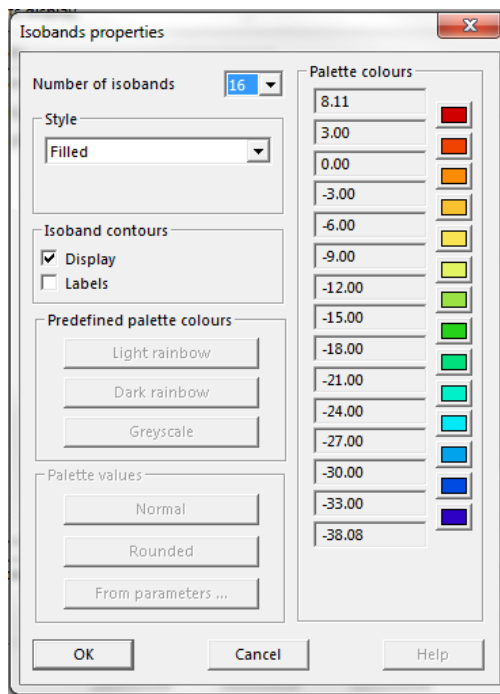 Isobands properties
Number of isobands
16
Style
Filled
Isoband contours
Display
Labels
Predefined palette colours
Light rainbow
Dark rainbow
Greyscale
Palette values
Normal
Rounded
From parameters ...
Palette colours
8.11
3.00
0.00
-3.00
-6.00
-9.00
-12.00
-15.00
-18.00
-21.00
-24.00
-27.00
-30.00
-33.00
-38.08
OK
Cancel
Help